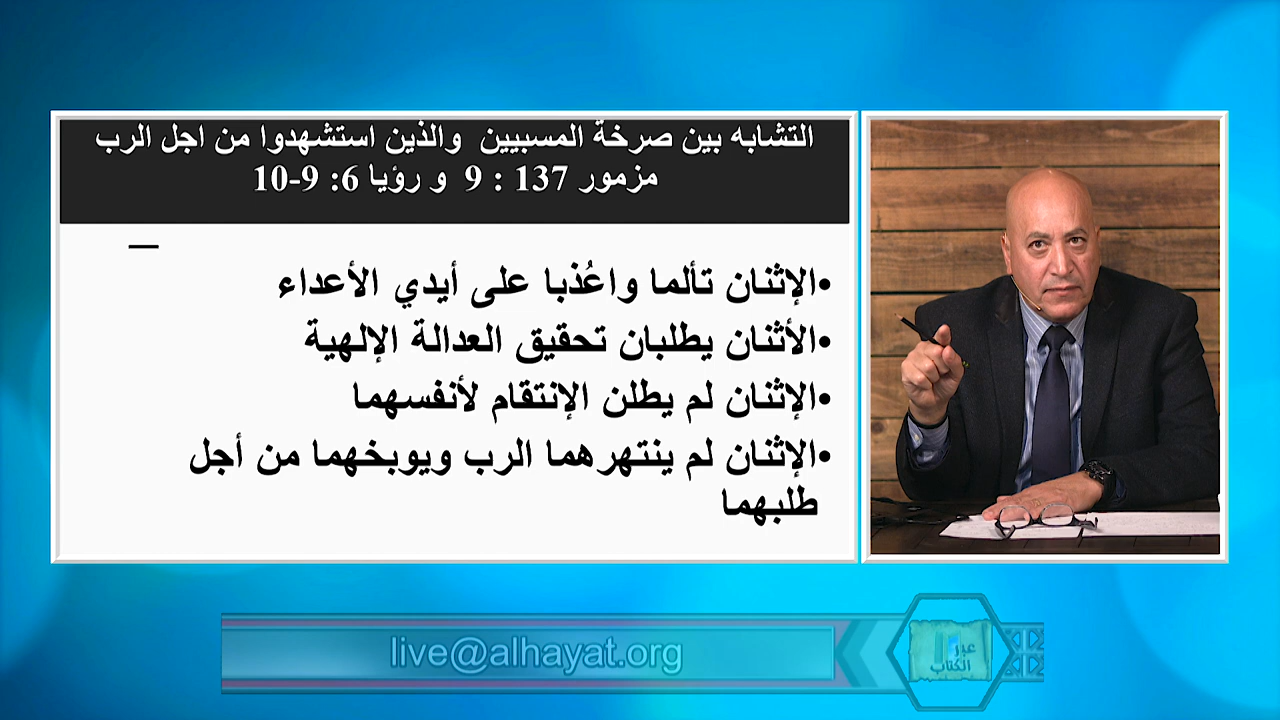 التشابه بين صرخة المسبيين والذين استشهدوا من اجل الرب
مزمور 137 : 9 و رؤيا 6: 9-10
•الإثنان تألما واعُذبا على أيدي الأعداء
•الأثنان يطلبان تحقيق العدالة الإلهية
•الإثنان لم يطلن الإنتقام لأنفسهما
•الإثنان لم ينتهرهما الرب ويوبخهما من أجل
طلبهما
live@alhayat.org
عبر
الكتاب